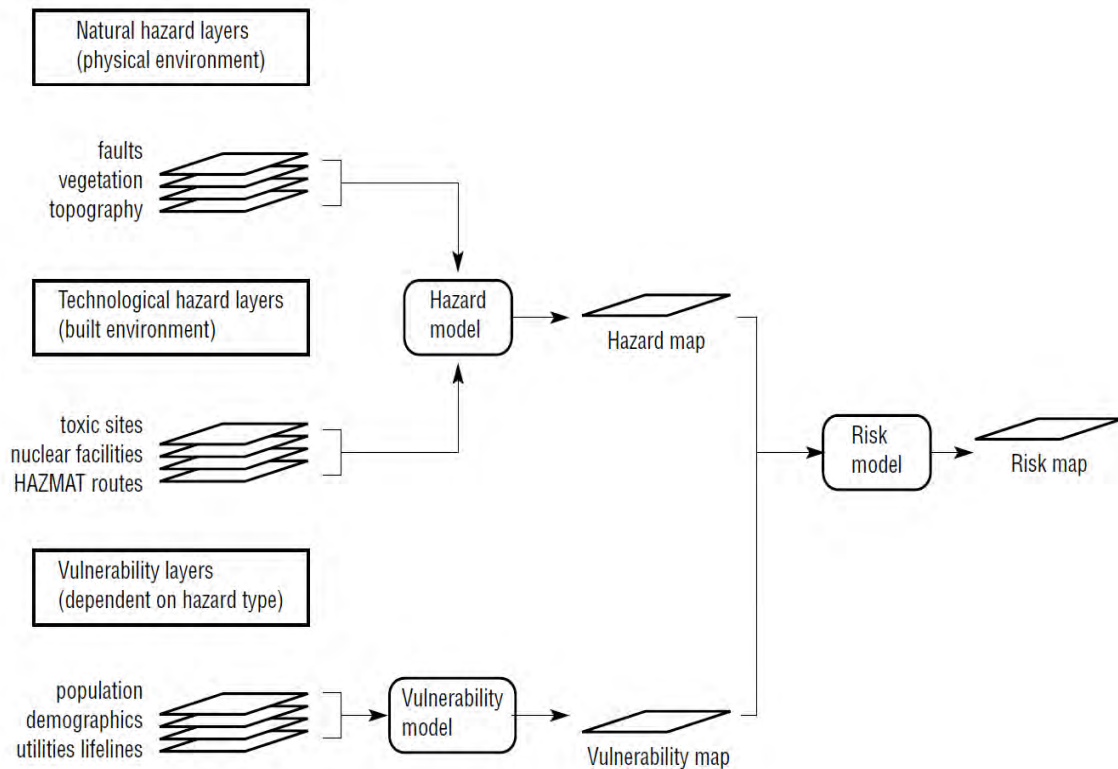 Natural hazard layers
(physical environment)
faults
vegetation
topography
Technological hazard layers
(built environment)
Hazard
model
Hazard map
toxic sites
nuclear facilities
HAZMAT routes
Risk
model
Risk map
Vulnerability layers
(dependent on hazard type)
population
demographics
utilities lifelines
Vulnerability
model
Vulnerability map